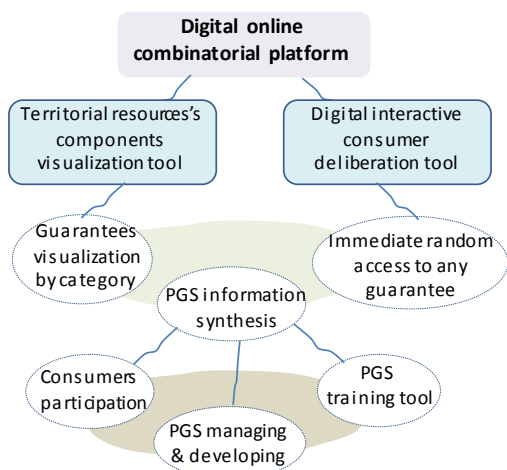 Digital online
combinatorial platform
Territorial resources's
components
visualization tool
Digital interactive
consumer
deliberation tool
Guarantees
visualization
by category
Immediate random
access to any
guarantee
PGS information
synthesis
Consumers
participation
PGS
training tool
PGS managing
& developing